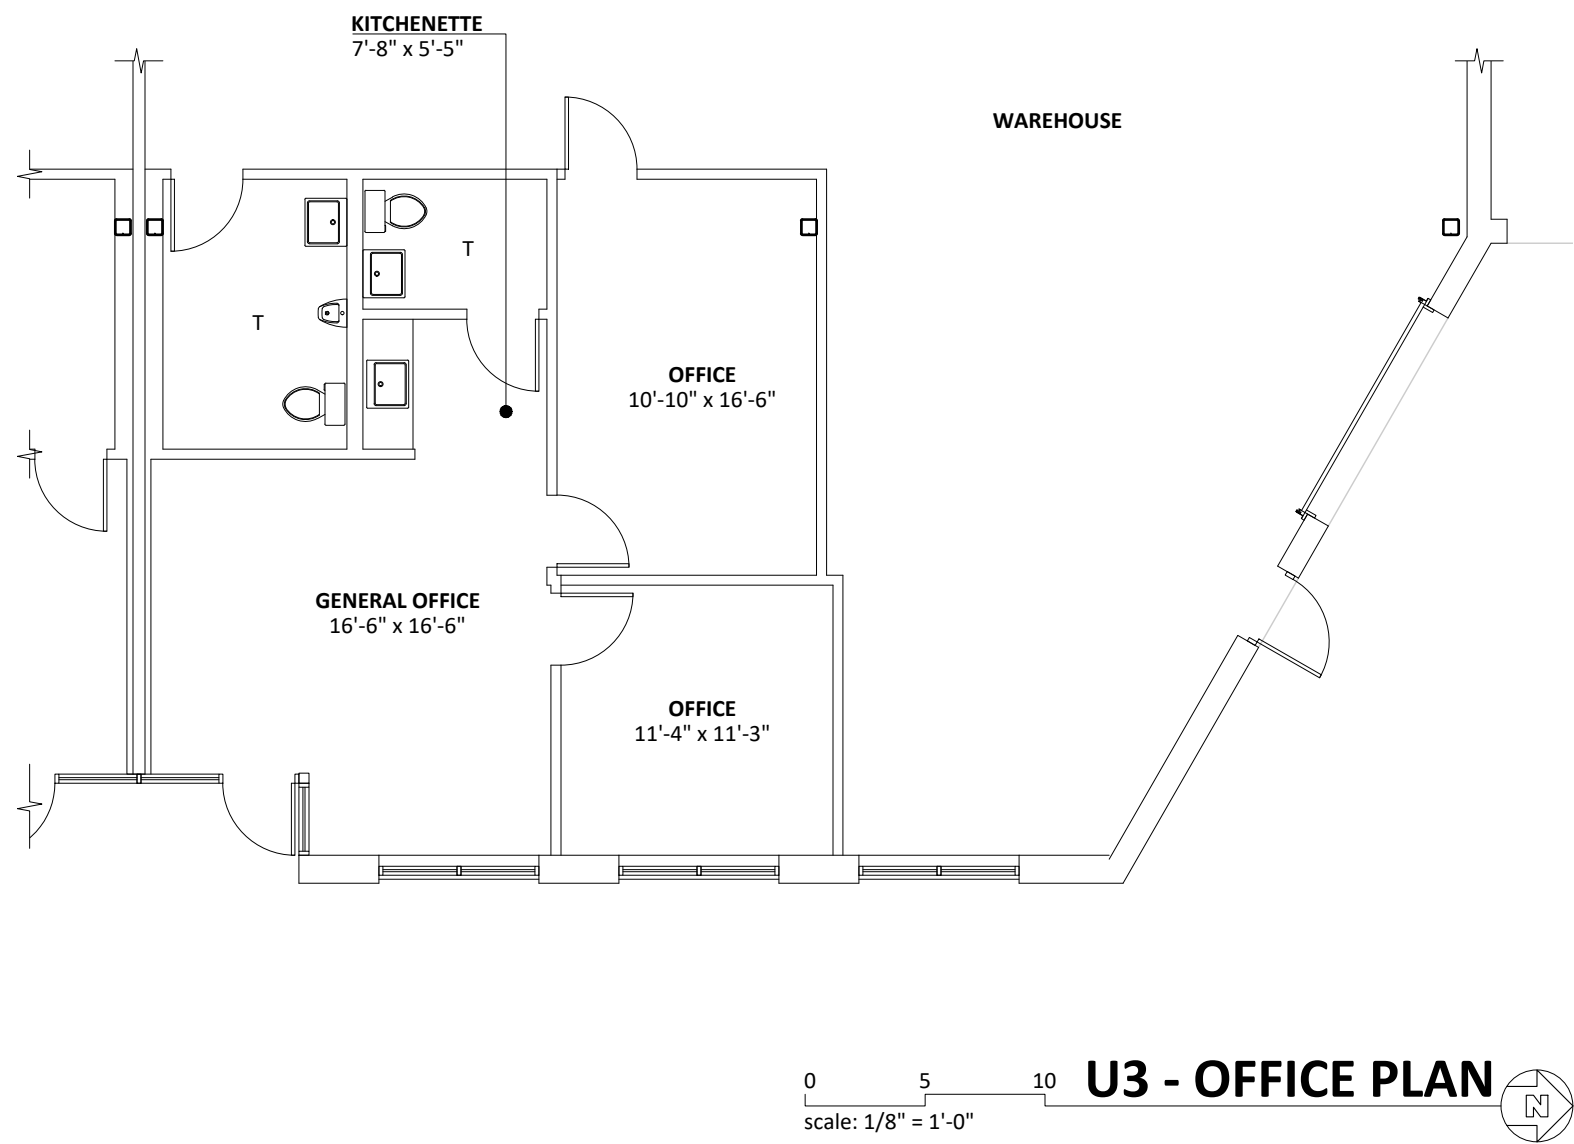 KITCHENETTE
7'-8" x 5'-5"
WAREHOUSE
T
T
OFFICE
10'-10" x 16'-6"
GENERAL OFFICE
16'-6" x 16'-6"
OFFICE
11'-4" x 11'-3"
0 5 10
U3 - OFFICE PLAN
N
scale: 1/8" = 1'-0"